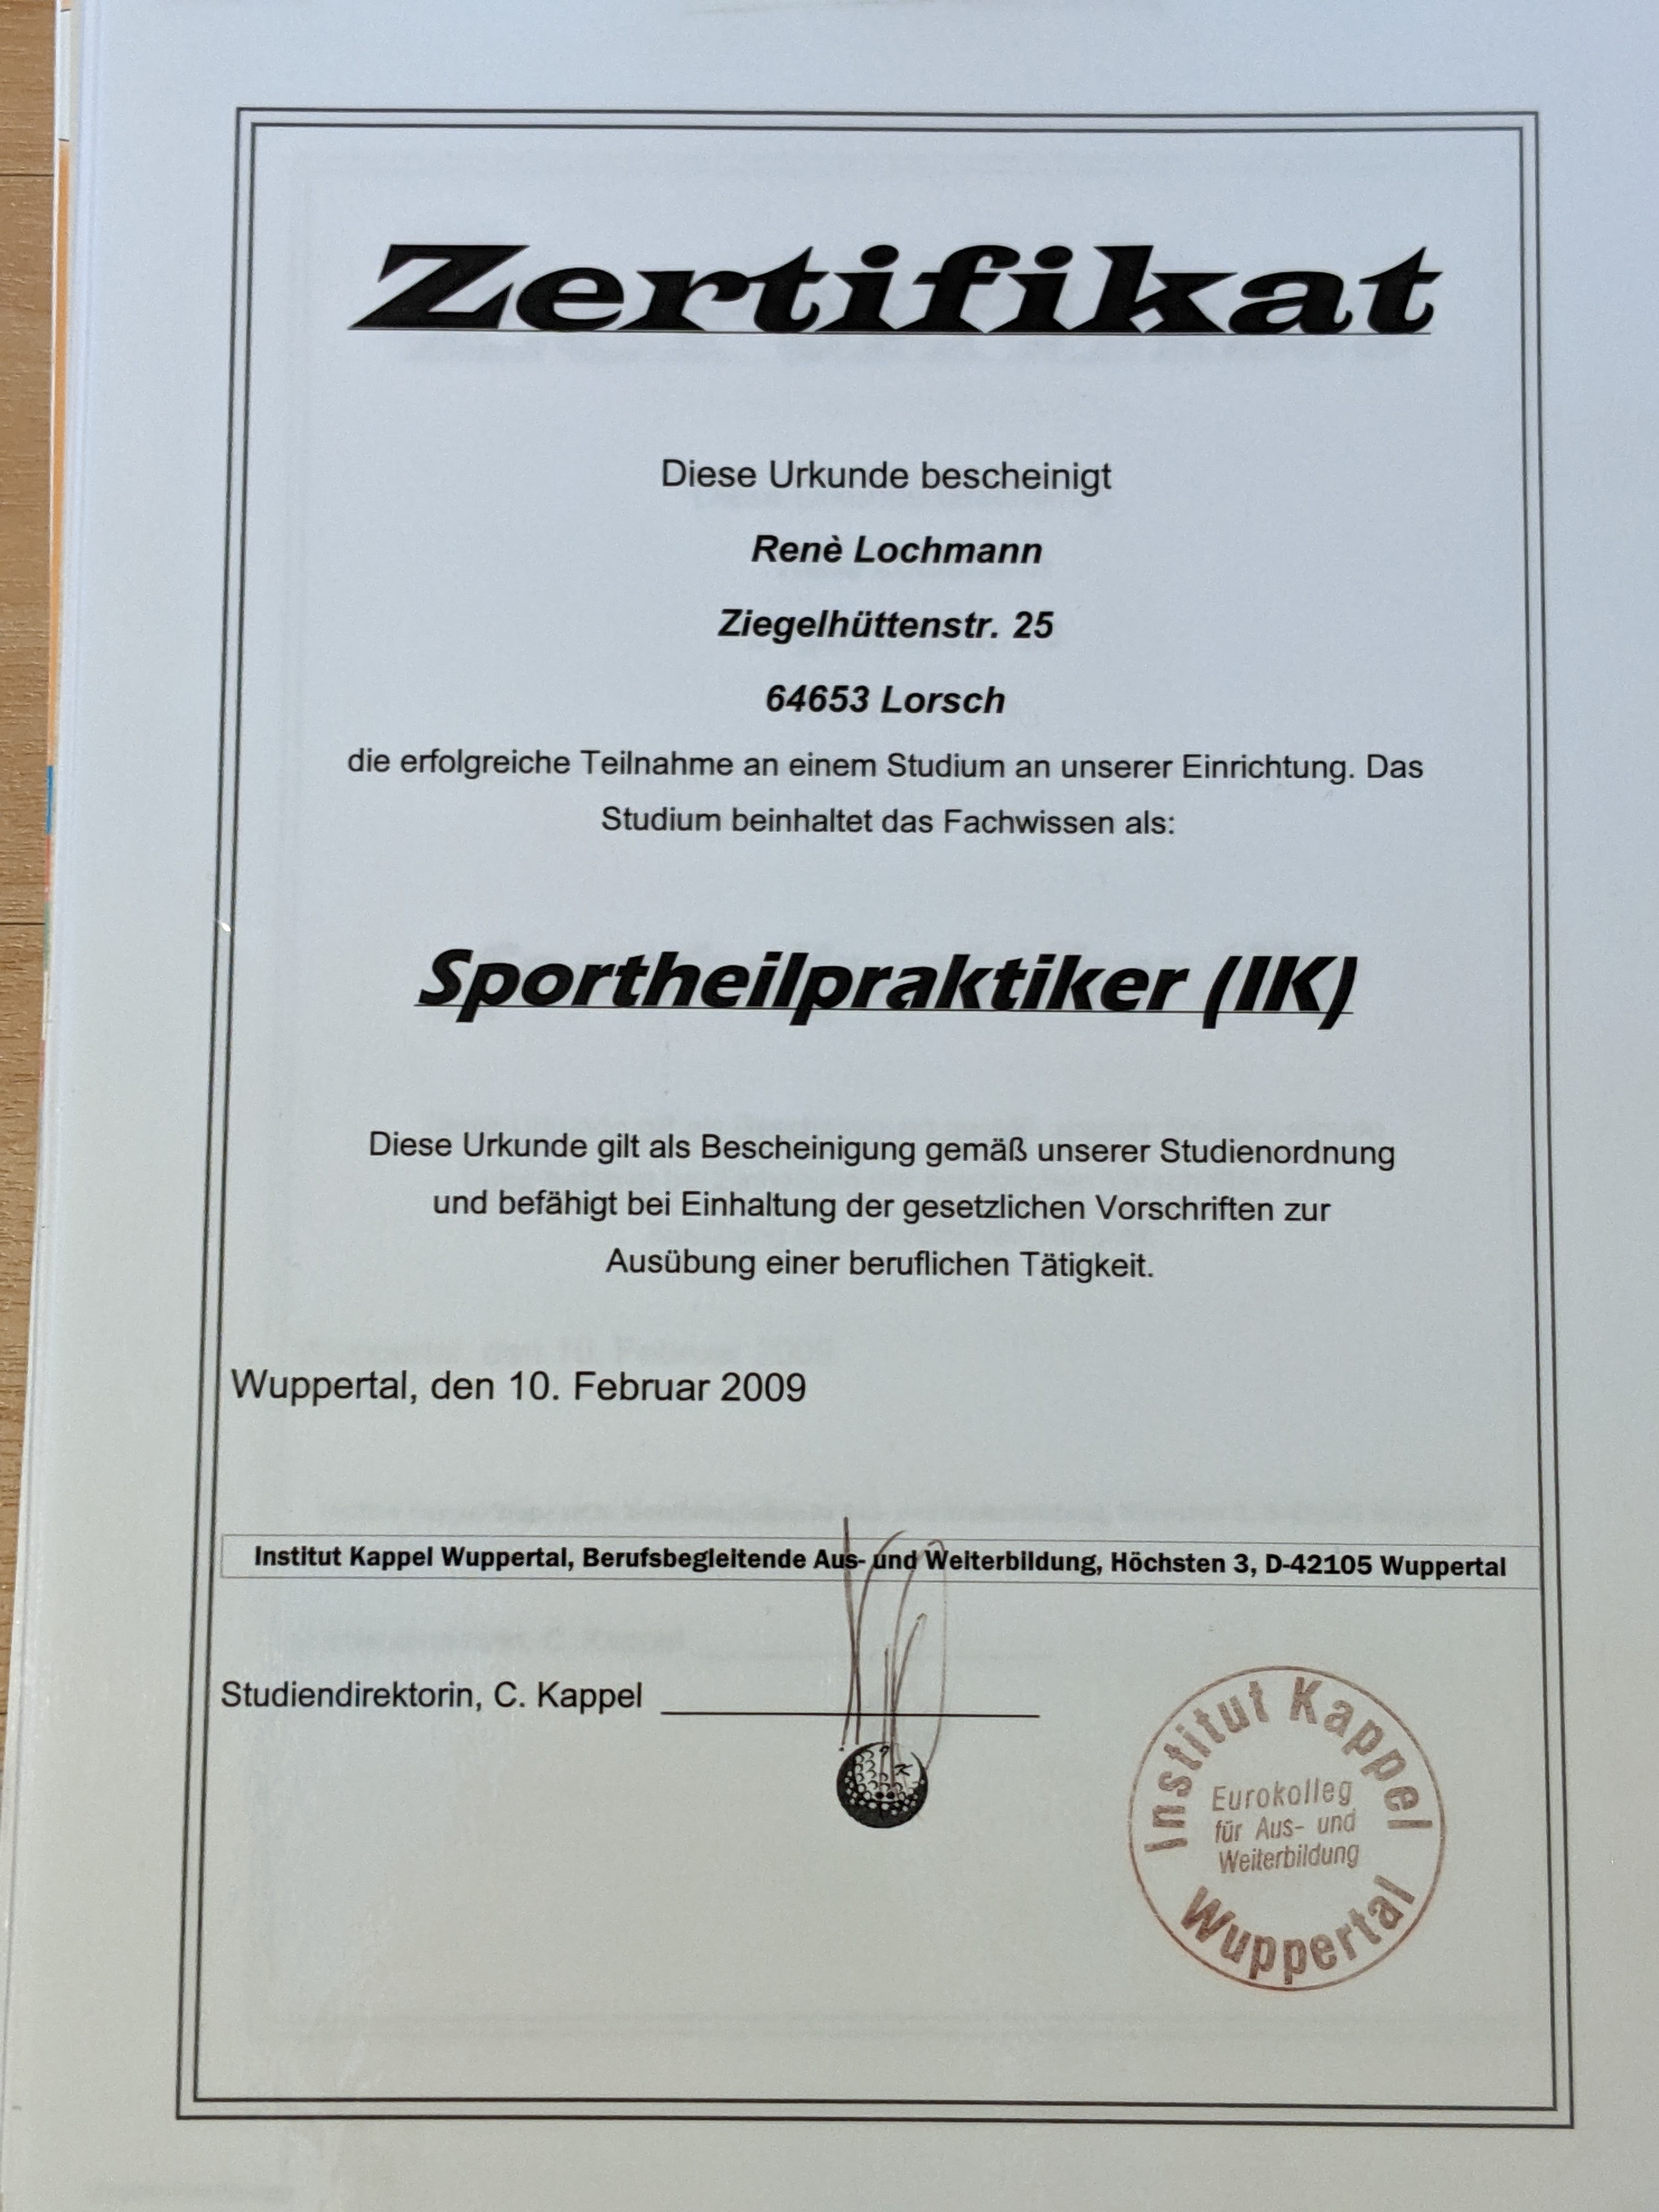 Zertifikat
Diese Urkunde bescheinigt
Renè Lochmann
Ziegelhüttenstr. 25
64653 Lorsch
die erfolgreiche Teilnahme an einem Studium an unserer Einrichtung. Das
Studium beinhaltet das Fachwissen als:
Sportheilpraktiker (IK)
Diese Urkunde gilt als Bescheinigung gemäß unserer Studienordnung
und befähigt bei Einhaltung der gesetzlichen Vorschriften zur
Ausübung einer beruflichen Tätigkeit.
Wuppertal, den 10. Februar 2009
Institut Kappel Wuppertal, Berufsbegleitende Aus- und Weiterbildung, Höchsten 3, D-42105 Wuppertal
Studiendirektorin, C. Kappel
Institut Kappel
Eurokolleg
für Aus- und
Weiterbildung
Wuppertal